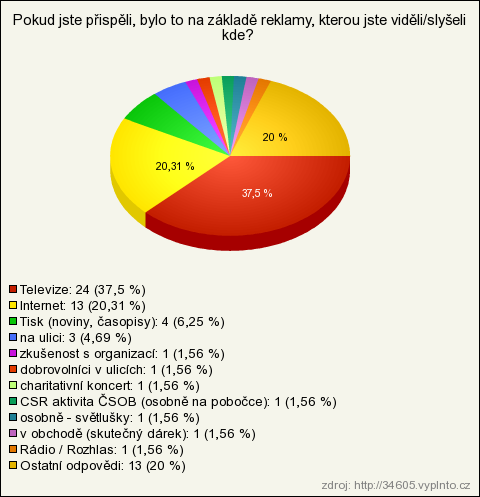 Pokud jste přispěli, bylo to na základě reklamy, kterou jste viděli/slyšeli
kde?
20 %
20,31 %
37,5 %
Televize: 24 (37,5 %)
Internet: 13 (20,31 %)
Tisk (noviny, časopisy): 4 (6,25 %)
na ulici: 3 (4,69 %)
zkušenost s organizací: 1 (1,56 %)
dobrovolníci v ulicích: 1 (1,56 %)
charitativní koncert: 1 (1,56 %)
CSR aktivita ČSOB (osobně na pobočce): 1 (1,56 %)
osobně - světlušky: 1 (1,56 %)
v obchodě (skutečný dárek): 1 (1,56 %)
Rádio / Rozhlas: 1 (1,56 %)
Ostatní odpovědi: 13 (20 %)
zdroj: http://34605.vyplnto.cz